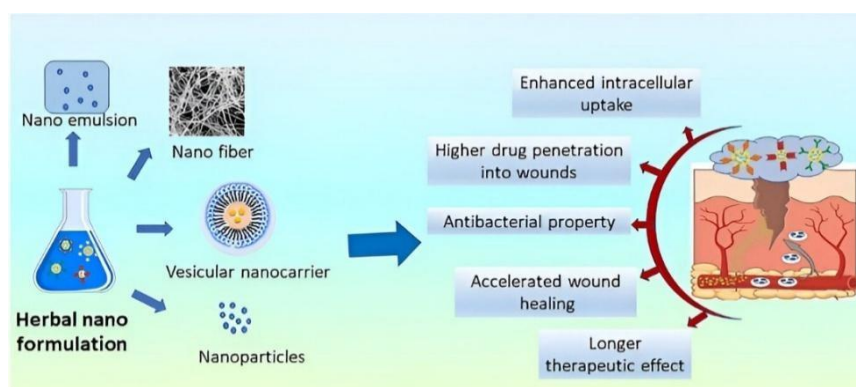 Nano emulsion
Nano fiber
Vesicular nanocarrier
Herbal nano
formulation
Nanoparticles
Enhanced intracellular
uptake
Higher drug penetration
into wounds
Antibacterial property
Accelerated wound
healing
Longer
therapeutic effect